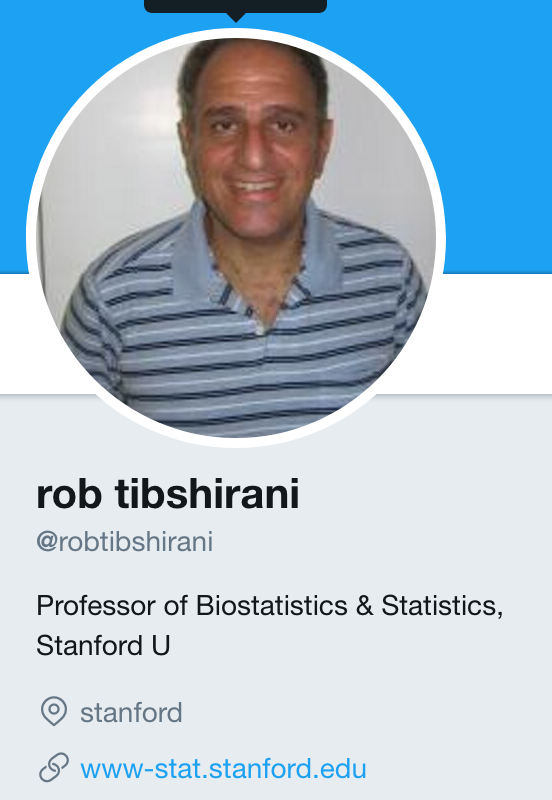 rob tibshirani
@robtibshirani
Professor of Biostatistics & Statistics,
Stanford U
stanford
www-stat.stanford.edu